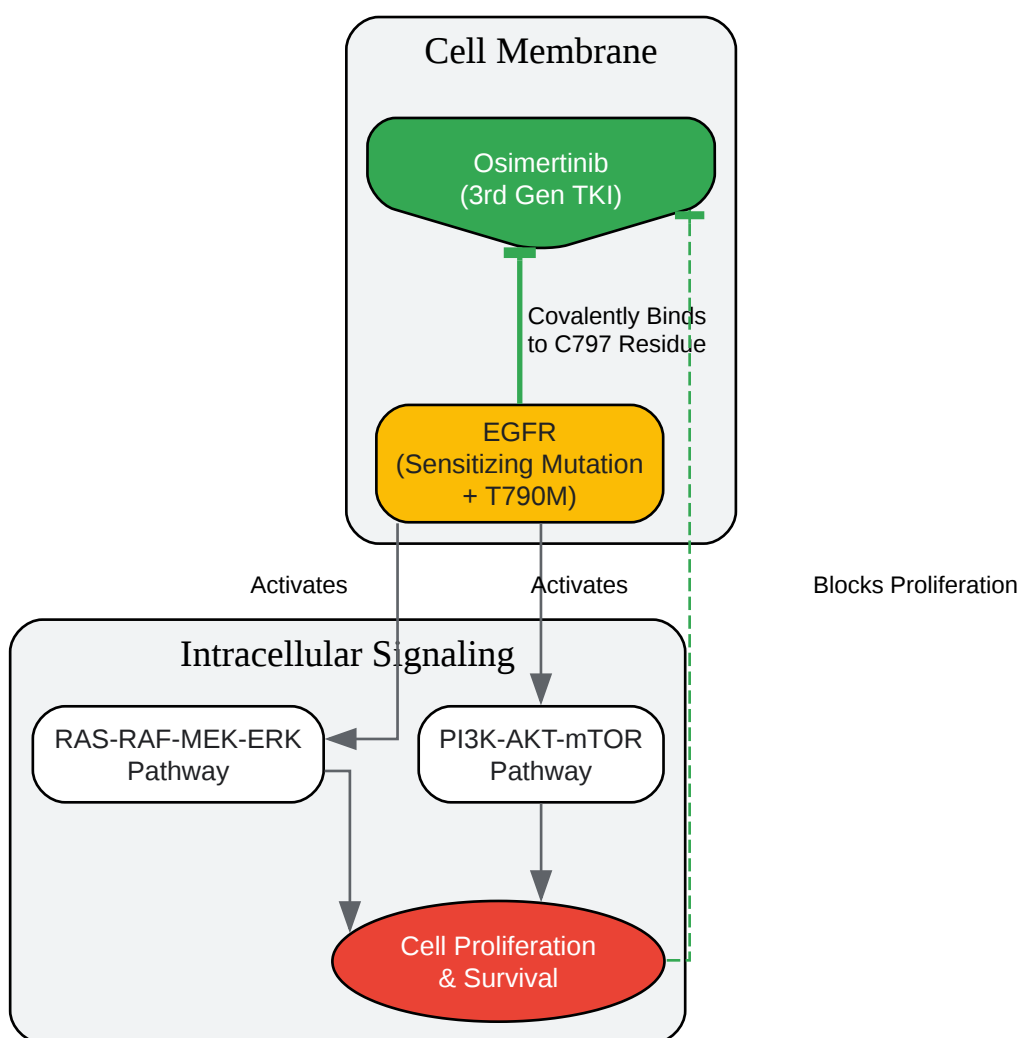 Cell Membrane
Osimertinib
(3rd Gen TKI)
Covalently Binds
to C797 Residue
EGFR
(Sensitizing Mutation
+ T790M)
Activates
Activates
Blocks Proliferation
Intracellular Signaling
RAS-RAF-MEK-ERK
Pathway
PI3K-AKT-mTOR
Pathway
Cell Proliferation
& Survival